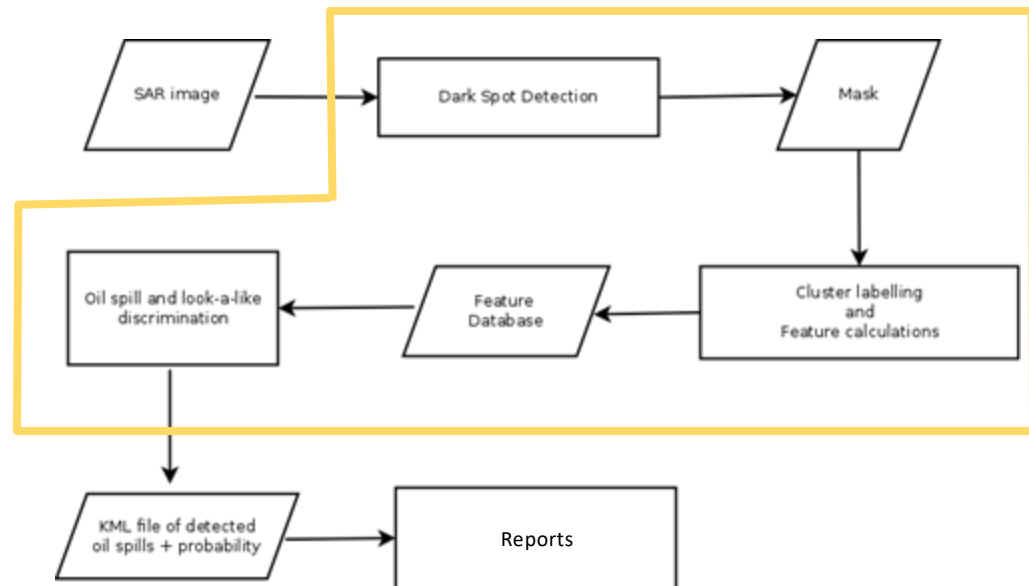 SAR image
Dark Spot Detection
Mask
Oil spill and look-a-like
discrimination
Feature
Database
Cluster labelling
and
Feature calculations
KML file of detected
oil spills + probability
Reports